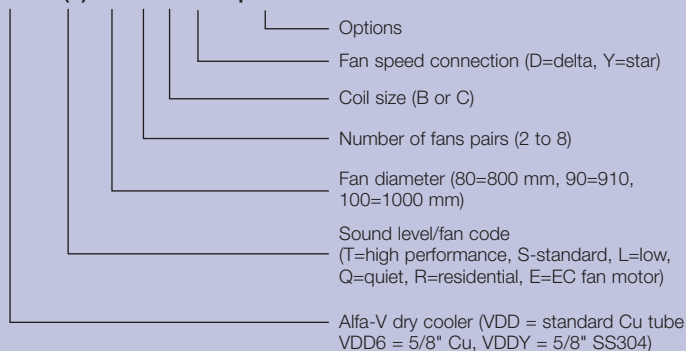 Options
Fan speed connection (D=delta, Y=star)
Coil size (B or C)
Number of fans pairs (2 to 8)
Fan diameter (80=800 mm, 90=910,
100=1000 mm)
Sound level/fan code
(T=high performance, S-standard, L=low,
Q=quiet, R=residential, E=EC fan motor)
Alfa-V dry cooler (VDD = standard Cu tube
VDD6 = 5/8" Cu, VDDY = 5/8" SS304)